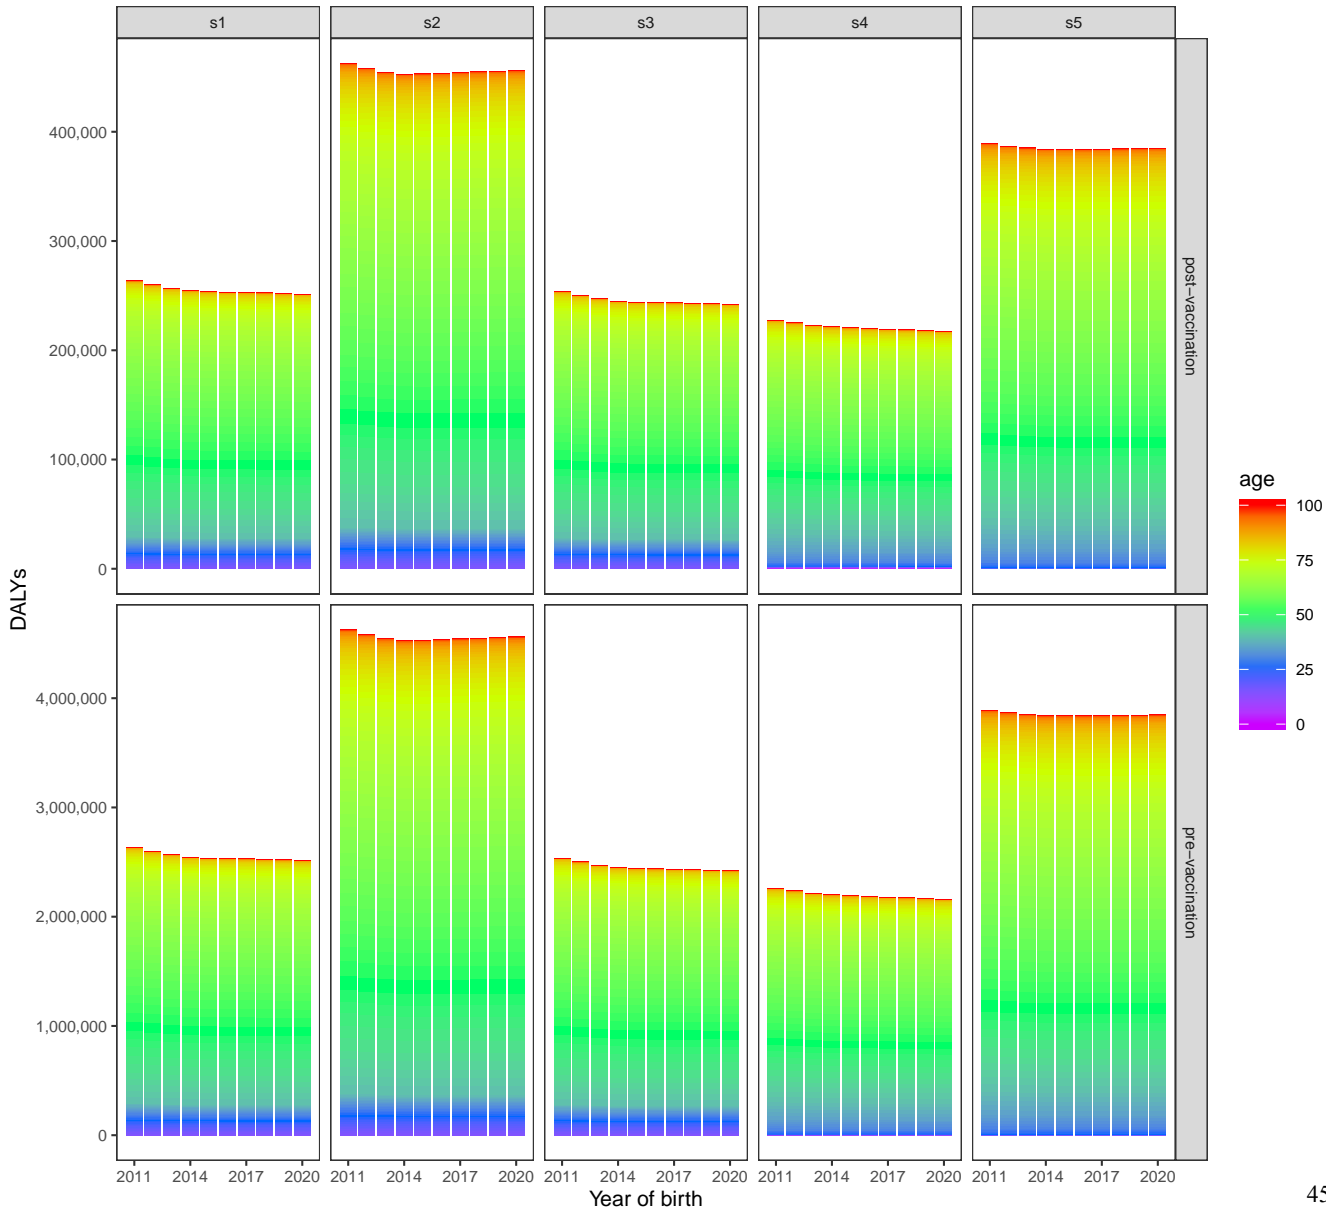 s1 s2 s3 s4 s5
400,000
300,000
200,000
100,000
0
post−vaccination
4,000,000
3,000,000
2,000,000
1,000,000
0
pre−vaccination
DALYs
2011 2014 2017 2020 2011 2014 2017 2020 2011 2014 2017 2020 2011 2014 2017 2020 2011 2014 2017 2020
Year of birth
age
100
75
50
25
0
45